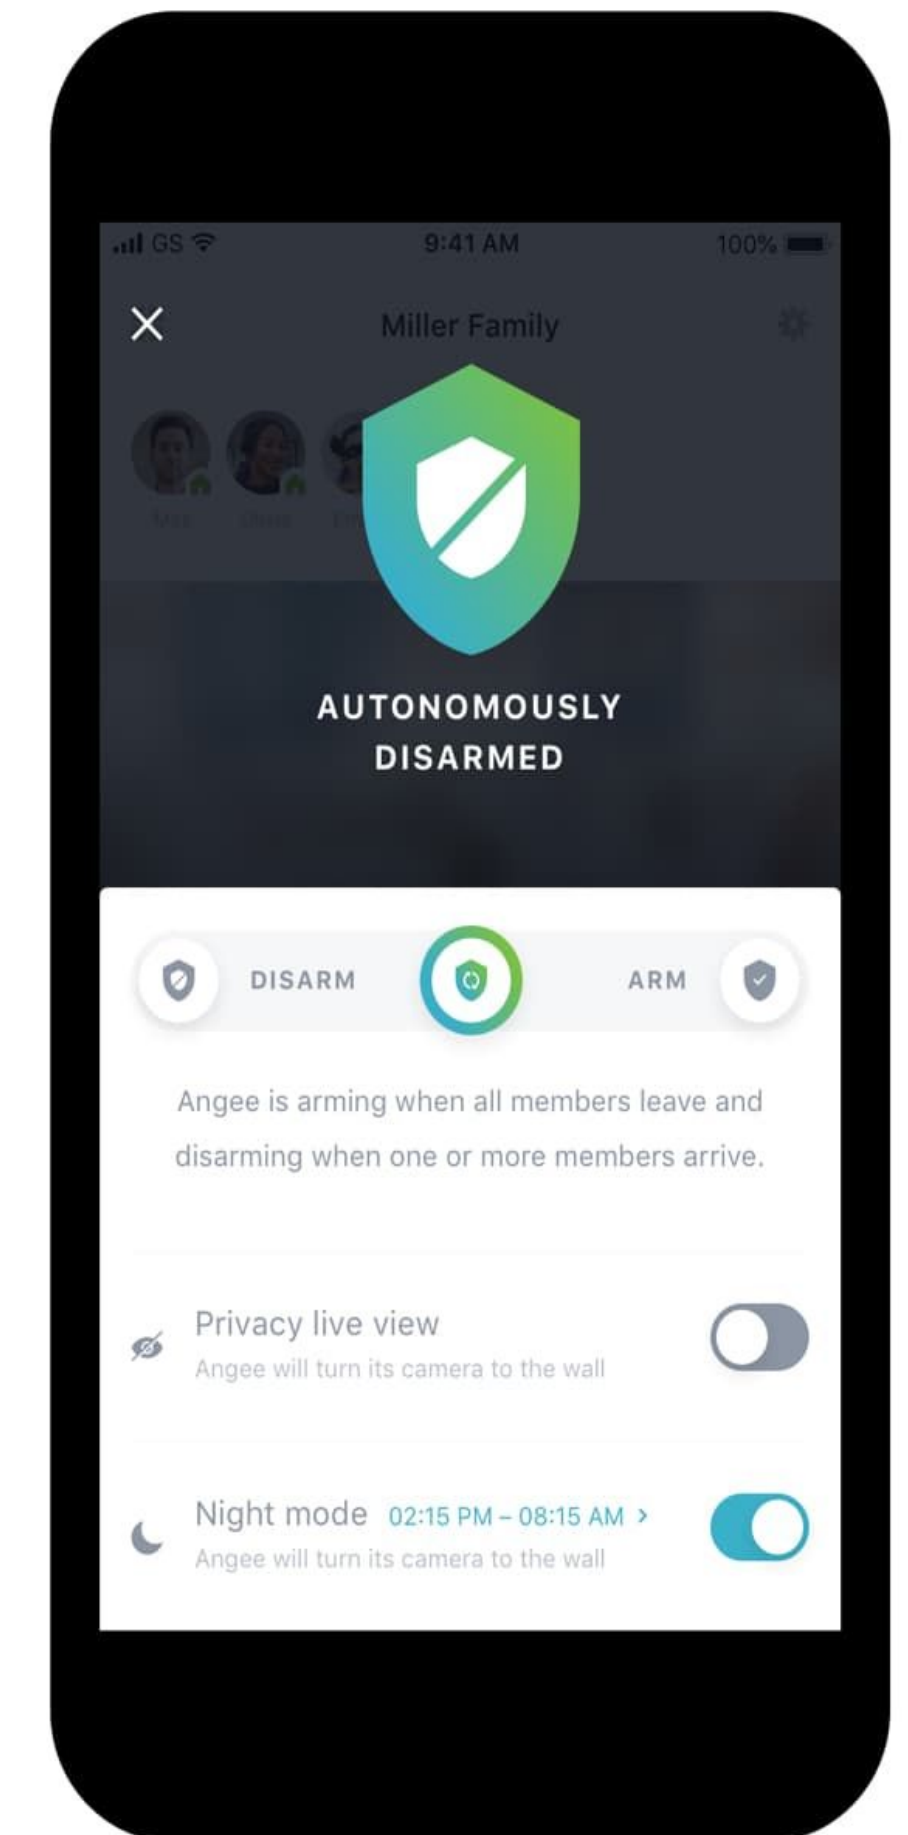 GS
9:41 AM
100%
Miller Family
AUTONOMOUSLY
DISARMED
DISARM
ARM
Angee is arming when all members leave and
disarming when one or more members arrive.
Privacy live view
Angee will turn its camera to the wall
Night mode 02:15 PM – 08:15 AM
Angee will turn its camera to the wall